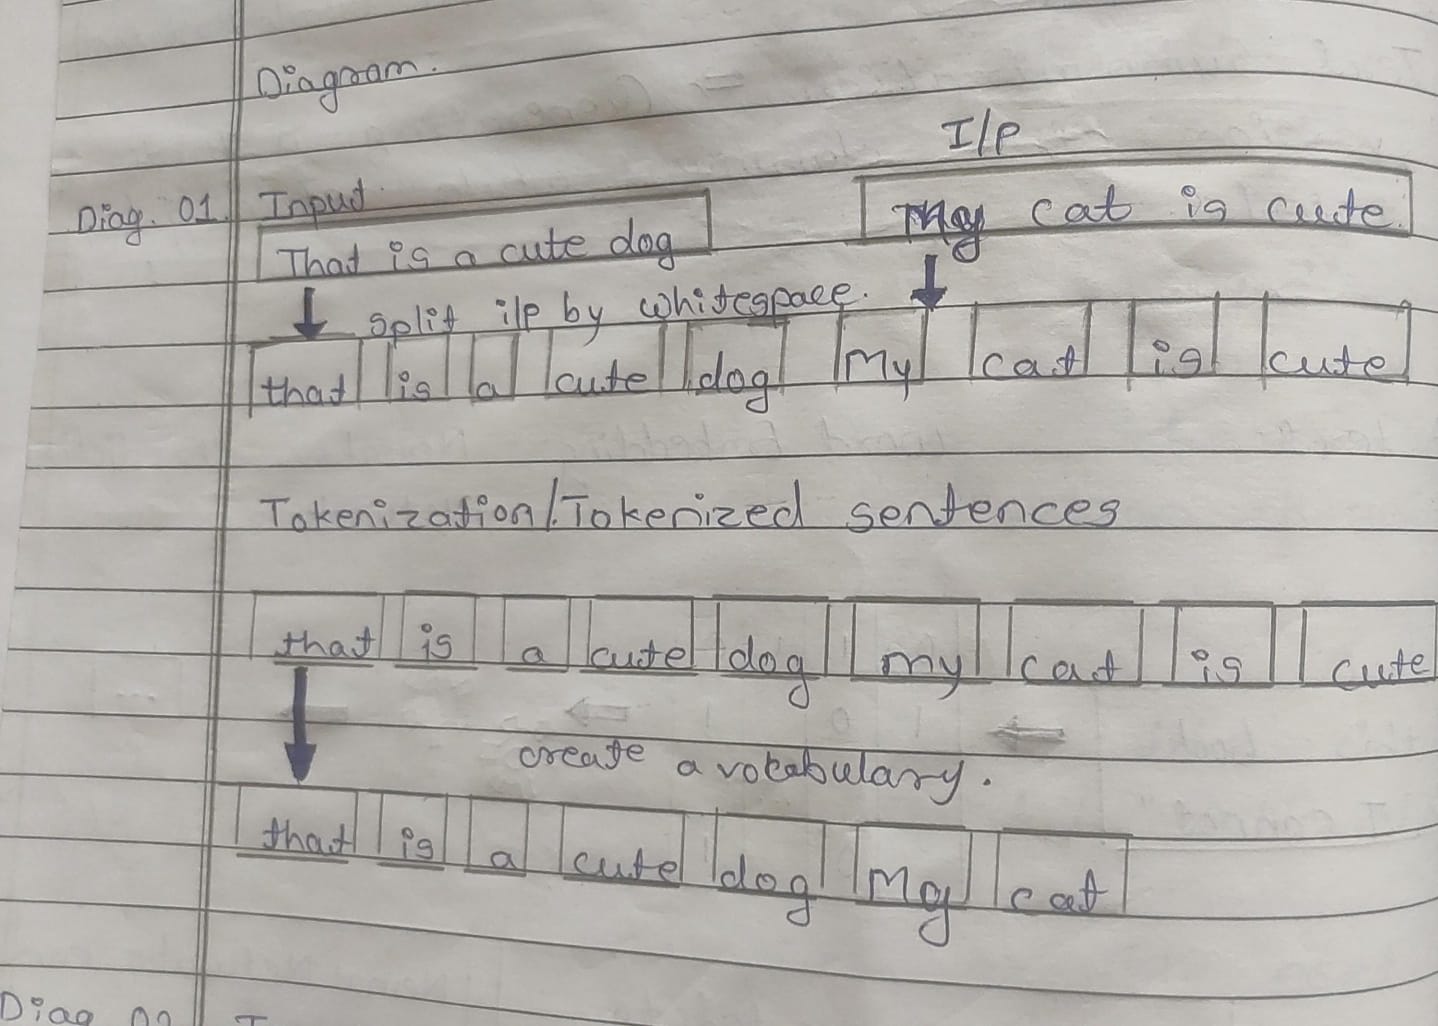 Diagram.
I/P
Diag. 01. Input
That is a cute dog
My cat is cute.
split i/p by whitespace.
that is a cute dog My cat is cute
Tokenization/Tokenized sentences
that is a cute dog my cat is cute
create a vocabulary.
that is a cute dog My cat
Diag 02